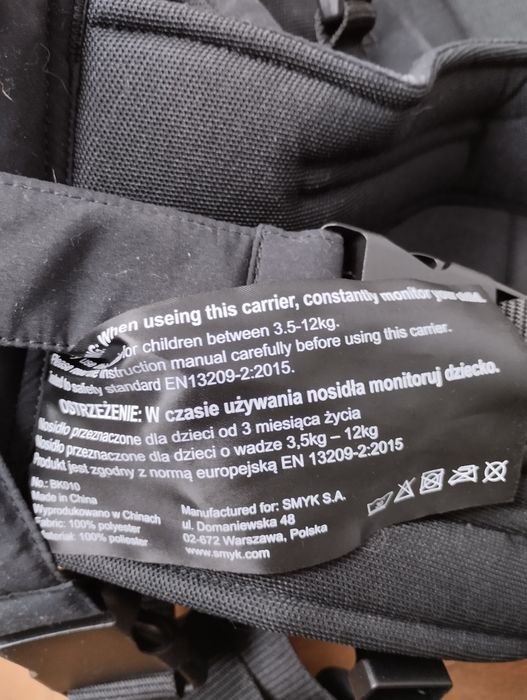 When useing this carrier, constantly monitor your child.
for children between 3.5-12kg.
instruction manual carefully before using this carrier.
to safety standard EN13209-2:2015.
OSTRZEŻENIE: W czasie używania nosidła monitoruj dziecko.
Nosidło przeznaczone dla dzieci od 3 miesiąca życia
Nosidło przeznaczone dla dzieci o wadze 3,5kg – 12kg
Produkt jest zgodny z normą europejską EN 13209-2:2015
No.: BK010
Made in China
Wyprodukowano w Chinach
Fabric: 100% polyester
Materiał: 100% poliester
Manufactured for: SMYK S.A.
ul. Domaniewska 48
02-672 Warszawa, Polska
www.smyk.com